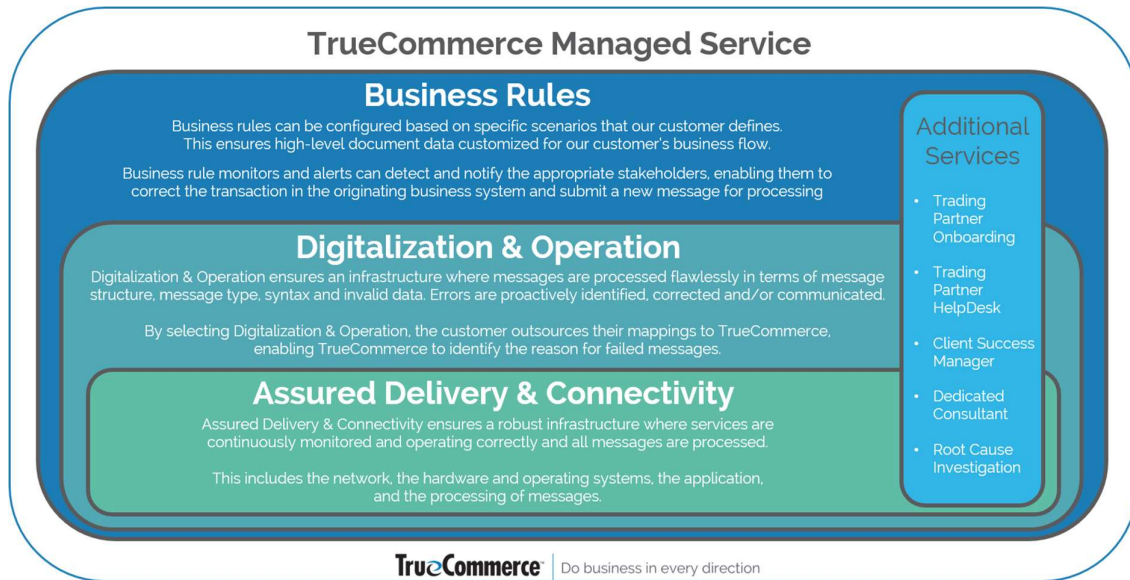 TrueCommerce Managed Service
Business Rules
Business rules can be configured based on specific scenarios that our customer defines.
This ensures high-level document data customized for our customer's business flow.
Business rule monitors and alerts can detect and notify the appropriate stakeholders, enabling them to
correct the transaction in the originating business system and submit a new message for processing
Digitalization & Operation
Digitalization & Operation ensures an infrastructure where messages are processed flawlessly in terms of message
structure, message type, syntax and invalid data. Errors are proactively identified, corrected and/or communicated.
By selecting Digitalization & Operation, the customer outsources their mappings to TrueCommerce,
enabling TrueCommerce to identify the reason for failed messages.
Assured Delivery & Connectivity
Assured Delivery & Connectivity ensures a robust infrastructure where services are
continuously monitored and operating correctly and all messages are processed.
This includes the network, the hardware and operating systems, the application,
and the processing of messages.
Additional
Services
• Trading
Partner
Onboarding
• Trading
Partner
HelpDesk
• Client Success
Manager
• Dedicated
Consultant
• Root Cause
Investigation
TrueCommerce™ | Do business in every direction